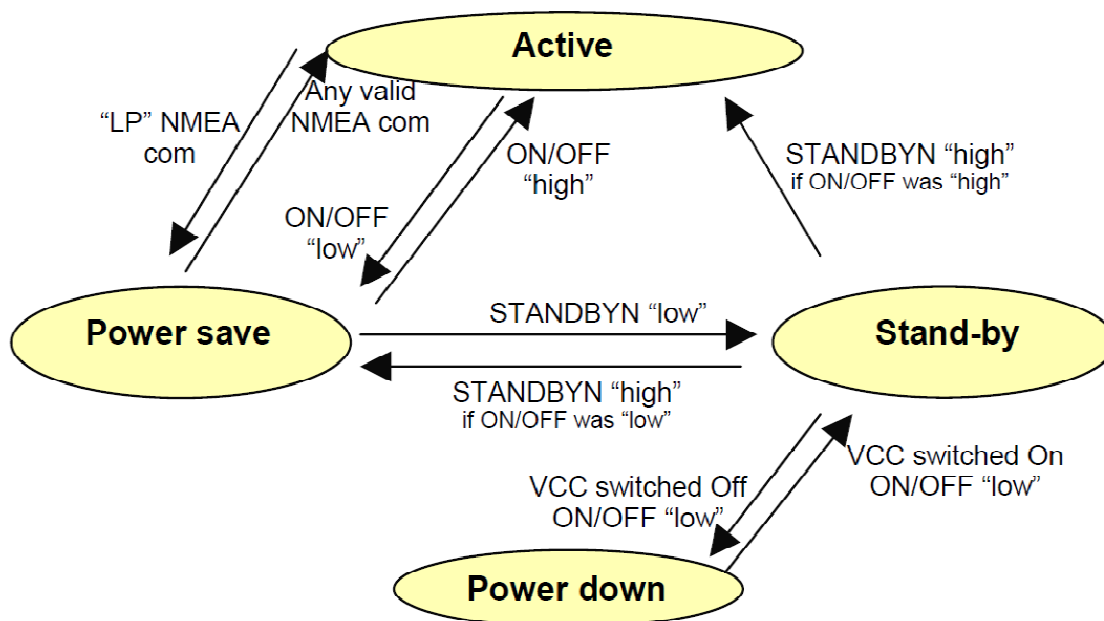 Active
“LP” NMEA
com
Any valid
NMEA com
ON/OFF
“high”
STANDBYN “high”
if ON/OFF was “high”
ON/OFF
“low”
Power save
STANDBYN “low”
Stand-by
STANDBYN “high”
if ON/OFF was “low”
VCC switched Off
ON/OFF “low”
VCC switched On
ON/OFF “low”
Power down